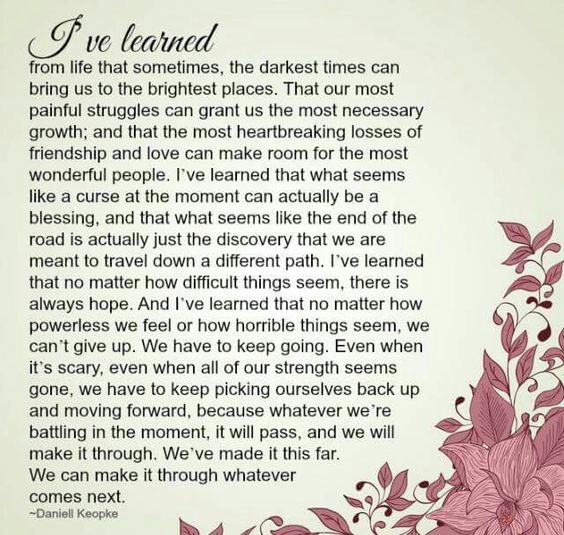 I've learned
from life that sometimes, the darkest times can
bring us to the brightest places. That our most
painful struggles can grant us the most necessary
growth; and that the most heartbreaking losses of
friendship and love can make room for the most
wonderful people. I've learned that what seems
like a curse at the moment can actually be a
blessing, and that what seems like the end of the
road is actually just the discovery that we are
meant to travel down a different path. I've learned
that no matter how difficult things seem, there is
always hope. And I've learned that no matter how
powerless we feel or how horrible things seem, we
can't give up. We have to keep going. Even when
it's scary, even when all of our strength seems
gone, we have to keep picking ourselves back up
and moving forward, because whatever we're
battling in the moment, it will pass, and we will
make it through. We've made it this far.
We can make it through whatever
comes next.
~Daniell Keopke